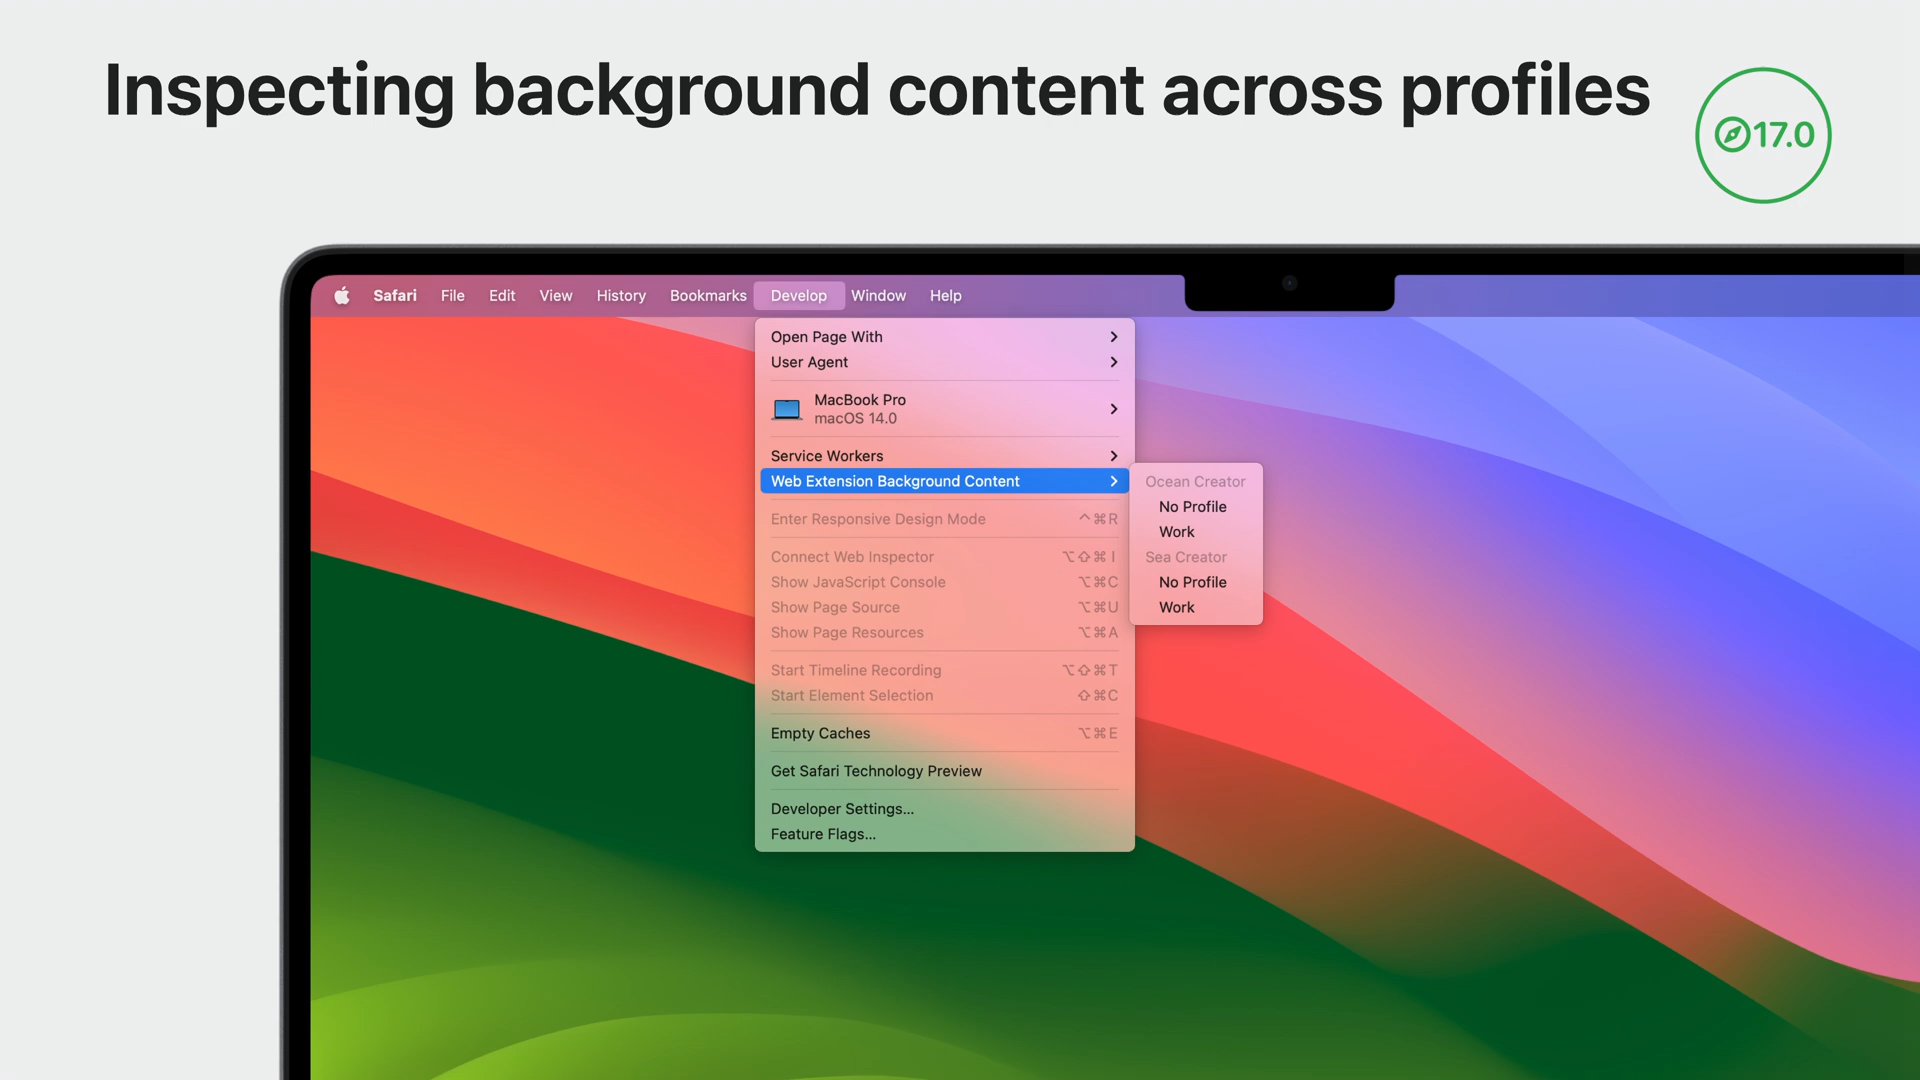 Inspecting background content across profiles
17.0
Safari File Edit View History Bookmarks Develop Window Help
Open Page With
User Agent
MacBook Pro
macOS 14.0
Service Workers
Web Extension Background Content
Ocean Creator
No Profile
Work
Sea Creator
No Profile
Work
Enter Responsive Design Mode ⌃⌘R
Connect Web Inspector ⌥⇧⌘I
Show JavaScript Console ⌥⌘C
Show Page Source ⌥⌘U
Show Page Resources ⌥⌘A
Start Timeline Recording ⌥⇧⌘T
Start Element Selection ⇧⌘C
Empty Caches ⌥⌘E
Get Safari Technology Preview
Developer Settings...
Feature Flags...